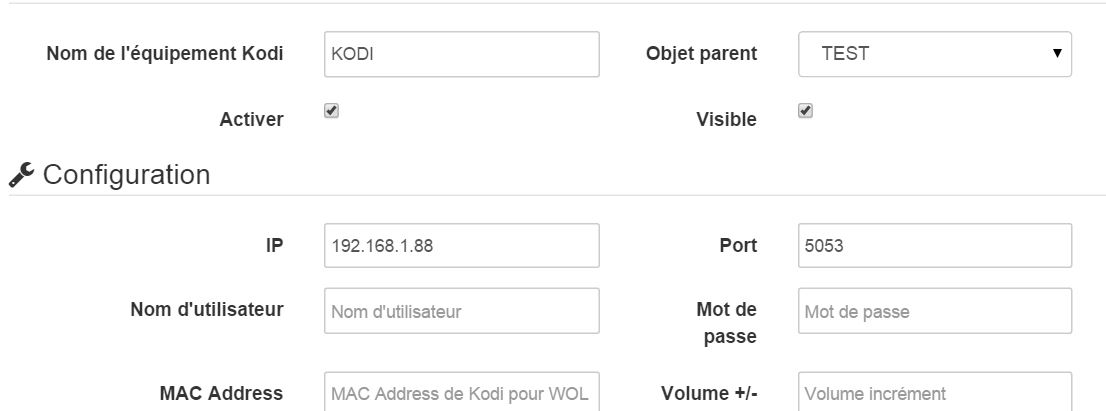 Nom de l'équipement Kodi KODI Objet parent TEST
Activer Visible
Configuration
IP 192.168.1.88 Port 5053
Nom d'utilisateur Nom d'utilisateur Mot de passe Mot de passe
MAC Address MAC Address de Kodi pour WOL Volume +/- Volume incrément